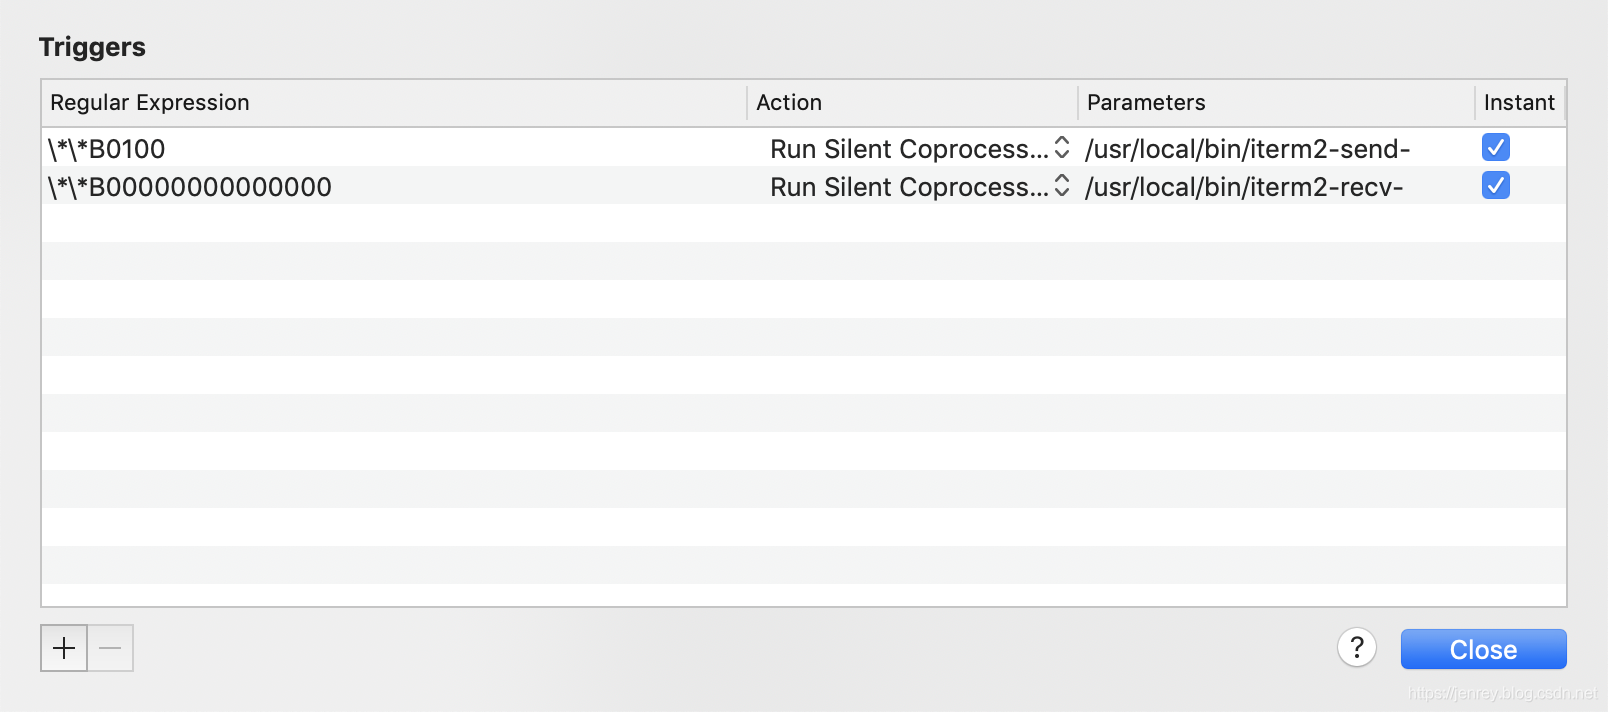 Triggers
Regular Expression Action Parameters Instant
\*\*B0100 Run Silent Coprocess... /usr/local/bin/iterm2-send-
\*\*B00000000000000 Run Silent Coprocess... /usr/local/bin/iterm2-recv-
? Close
https://jenrey.blog.csdn.net